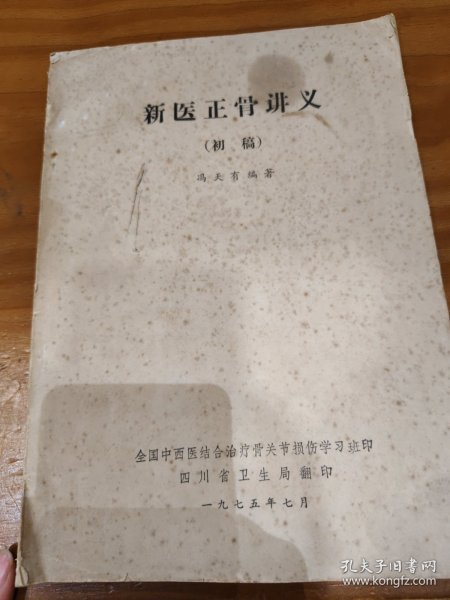 新医正骨讲义
（初稿）
冯天有编著
全国中西医结合治疗骨关节损伤学习班印
四川省卫生局翻印
一九七五年七月
孔夫子旧书网
www.kongfz.com